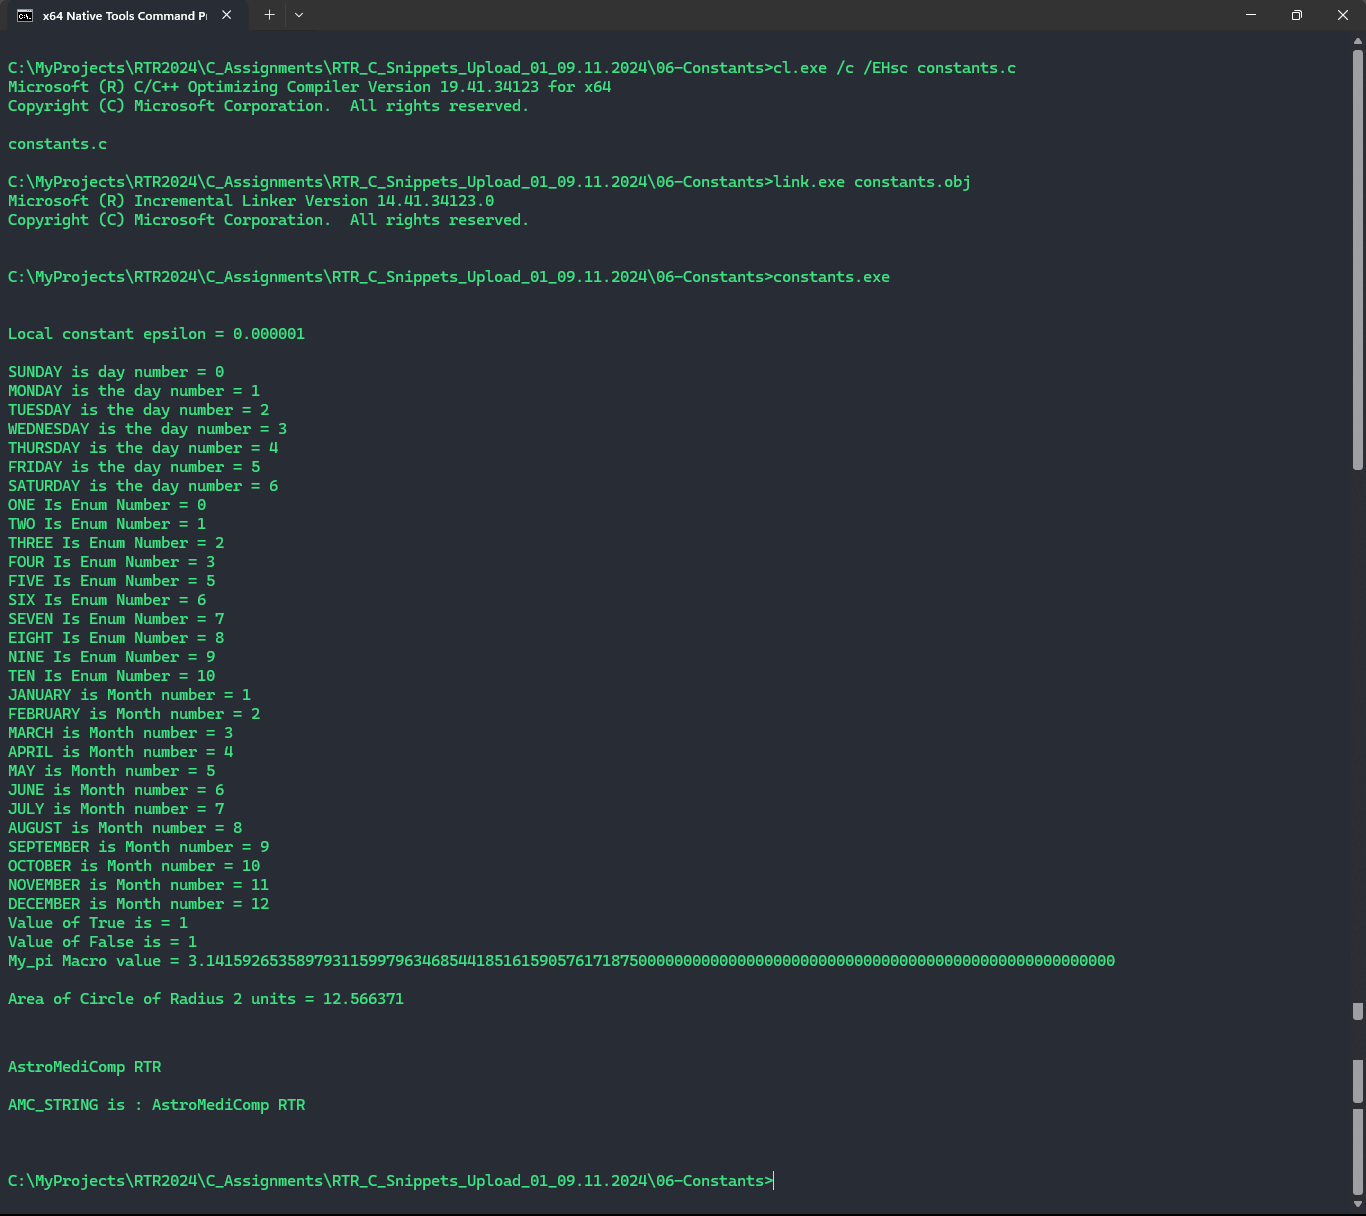 x64 Native Tools Command P
C:\MyProjects\RTR2024\C_Assignments\RTR_C_Snippets_Upload_01_09.11.2024\06-Constants>cl.exe /c /EHsc constants.c
Microsoft (R) C/C++ Optimizing Compiler Version 19.41.34123 for x64
Copyright (C) Microsoft Corporation.  All rights reserved.
constants.c
C:\MyProjects\RTR2024\C_Assignments\RTR_C_Snippets_Upload_01_09.11.2024\06-Constants>link.exe constants.obj
Microsoft (R) Incremental Linker Version 14.41.34123.0
Copyright (C) Microsoft Corporation.  All rights reserved.
C:\MyProjects\RTR2024\C_Assignments\RTR_C_Snippets_Upload_01_09.11.2024\06-Constants>constants.exe
Local constant epsilon = 0.000001
SUNDAY is day number = 0
MONDAY is the day number = 1
TUESDAY is the day number = 2
WEDNESDAY is the day number = 3
THURSDAY is the day number = 4
FRIDAY is the day number = 5
SATURDAY is the day number = 6
ONE Is Enum Number = 0
TWO Is Enum Number = 1
THREE Is Enum Number = 2
FOUR Is Enum Number = 3
FIVE Is Enum Number = 5
SIX Is Enum Number = 6
SEVEN Is Enum Number = 7
EIGHT Is Enum Number = 8
NINE Is Enum Number = 9
TEN Is Enum Number = 10
JANUARY is Month number = 1
FEBRUARY is Month number = 2
MARCH is Month number = 3
APRIL is Month number = 4
MAY is Month number = 5
JUNE is Month number = 6
JULY is Month number = 7
AUGUST is Month number = 8
SEPTEMBER is Month number = 9
OCTOBER is Month number = 10
NOVEMBER is Month number = 11
DECEMBER is Month number = 12
Value of True is = 1
Value of False is = 1
My_pi Macro value = 3.14159265358979311599796346854418516159057617187500000000000000000000000000000000000000000000000000000
Area of Circle of Radius 2 units = 12.566371
AstroMediComp RTR
AMC_STRING is : AstroMediComp RTR
C:\MyProjects\RTR2024\C_Assignments\RTR_C_Snippets_Upload_01_09.11.2024\06-Constants>